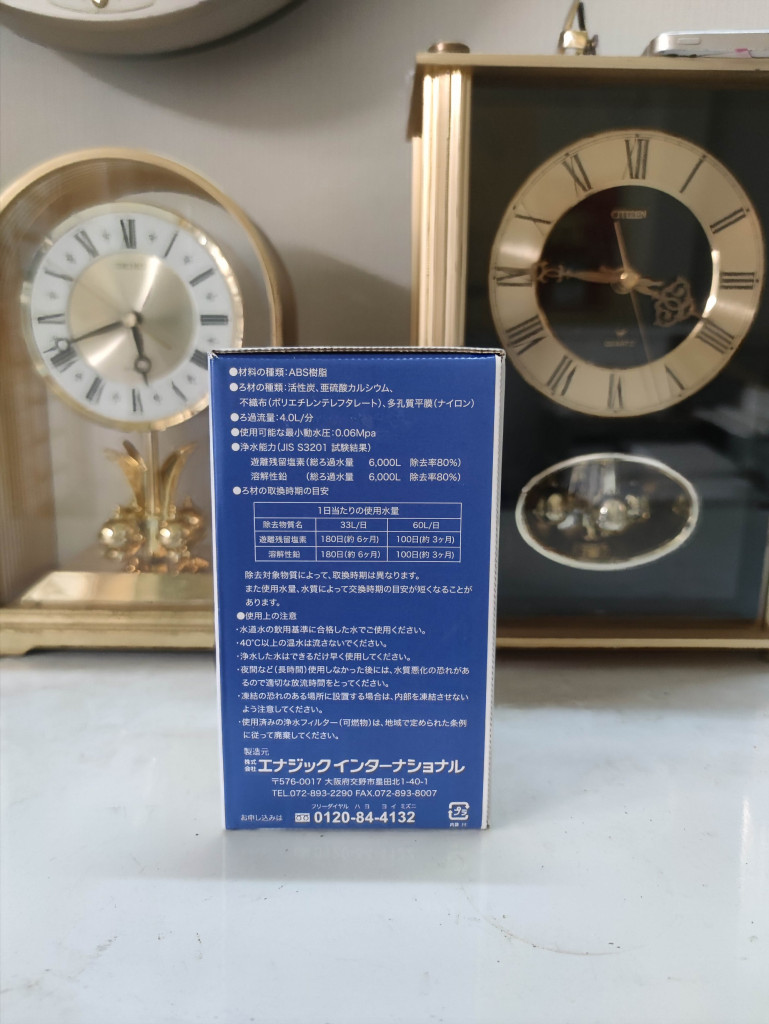 SEIKO
CITIZEN
QUARTZ
XII
I
II
III
IIII
V
VI
VII
VIII
IX
X
XI
●材料の種類:ABS樹脂
●ろ材の種類:活性炭、亜硫酸カルシウム、
不織布(ポリエチレンテレフタレート)、多孔質平膜(ナイロン)
●ろ過流量:4.0L/分
●使用可能な最小動水圧:0.06Mpa
●浄水能力(JIS S3201 試験結果)
遊離残留塩素(総ろ過水量 6,000L 除去率80%)
溶解性鉛 (総ろ過水量 6,000L 除去率80%)
●ろ材の取換時期の目安
1日当たりの使用水量
除去物質名 33L/日 60L/日
遊離残留塩素 180日(約 6ヶ月) 100日(約 3ヶ月)
溶解性鉛 180日(約 6ヶ月) 100日(約 3ヶ月)
除去対象物質によって、取換時期は異なります。
また使用水量、水質によって交換時期の目安が短くなることが
あります。
●使用上の注意
・水道水の飲用基準に合格した水でご使用ください。
・40℃以上の温水は流さないでください。
・浄水した水はできるだけ早く使用してください。
・夜間など(長時間)使用しなかった後には、水質悪化の恐れがあ
るので適切な放流時間をとってください。
・凍結の恐れのある場所に設置する場合は、内部を凍結させない
よう注意してください。
・使用済みの浄水フィルター(可燃物)は、地域で定められた条例
に従って廃棄してください。
製造元
株式会社 エナジックインターナショナル
〒576-0017 大阪府交野市星田北1-40-1
TEL.072-893-2290 FAX.072-893-8007
フリーダイヤル ハ ヨ ヨ イ ミズニ
お申し込みは 0120-84-4132
プラ